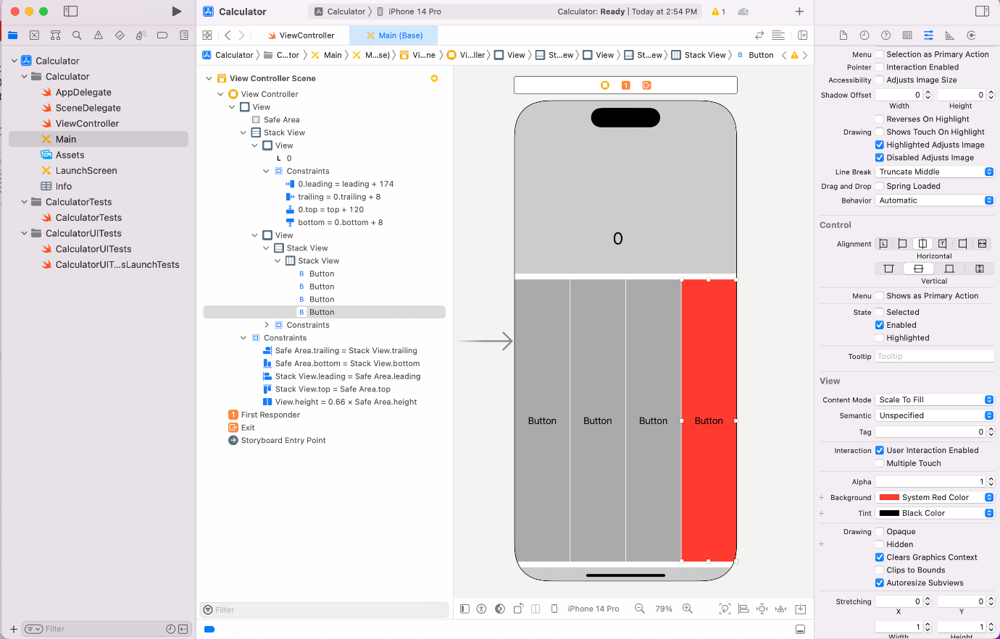 Calculator
Calculator
iPhone 14 Pro
Calculator: Ready | Today at 2:54 PM
1
ViewController
Main (Base)
Calculator
C...tor
Main
M...se)
Vi...ne
Vi...ller
View
St...ew
View
St...ew
Stack View
B Button
Calculator
Calculator
AppDelegate
SceneDelegate
ViewController
Main
Assets
LaunchScreen
Info
CalculatorTests
CalculatorTests
CalculatorUITests
CalculatorUITests
CalculatorUIT...sLaunchTests
Filter
View Controller Scene
View Controller
View
Safe Area
Stack View
View
L 0
Constraints
0.leading = leading + 174
trailing = 0.trailing + 8
0.top = top + 120
bottom = 0.bottom + 8
View
Stack View
Stack View
B Button
B Button
B Button
B Button
Constraints
Constraints
Safe Area.trailing = Stack View.trailing
Safe Area.bottom = Stack View.bottom
Stack View.leading = Safe Area.leading
Stack View.top = Safe Area.top
View.height = 0.66 × Safe Area.height
1 First Responder
Exit
Storyboard Entry Point
Filter
1
0
Button Button Button Button
iPhone 14 Pro
79%
Menu Selection as Primary Action
Pointer Interaction Enabled
Accessibility Adjusts Image Size
Shadow Offset 0 0
Width Height
Reverses On Highlight
Drawing Shows Touch On Highlight
Highlighted Adjusts Image
Disabled Adjusts Image
Line Break Truncate Middle
Drag and Drop Spring Loaded
Behavior Automatic
Control
Alignment
Horizontal
Vertical
Menu Shows as Primary Action
State Selected
Enabled
Highlighted
Tooltip Tooltip
View
Content Mode Scale To Fill
Semantic Unspecified
Tag 0
Interaction User Interaction Enabled
Multiple Touch
Alpha 1
+ Background System Red Color
+ Tint Black Color
Drawing Opaque
+ Hidden
Clears Graphics Context
Clips to Bounds
Autoresize Subviews
Stretching 0 0
X Y
1 1
Width Height